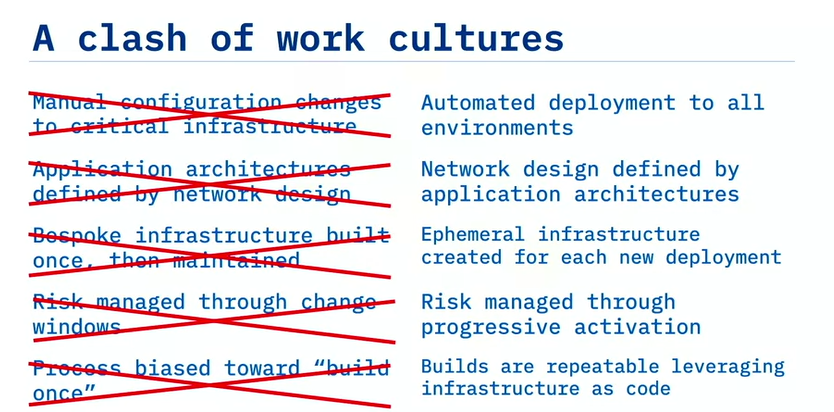 A clash of work cultures
Manual configuration changes
to critical infrastructure
Automated deployment to all
environments
Application architectures
defined by network design
Network design defined by
application architectures
Bespoke infrastructure built
once, then maintained
Ephemeral infrastructure
created for each new deployment
Risk managed through change
windows
Risk managed through
progressive activation
Process biased toward “build
once”
Builds are repeatable leveraging
infrastructure as code